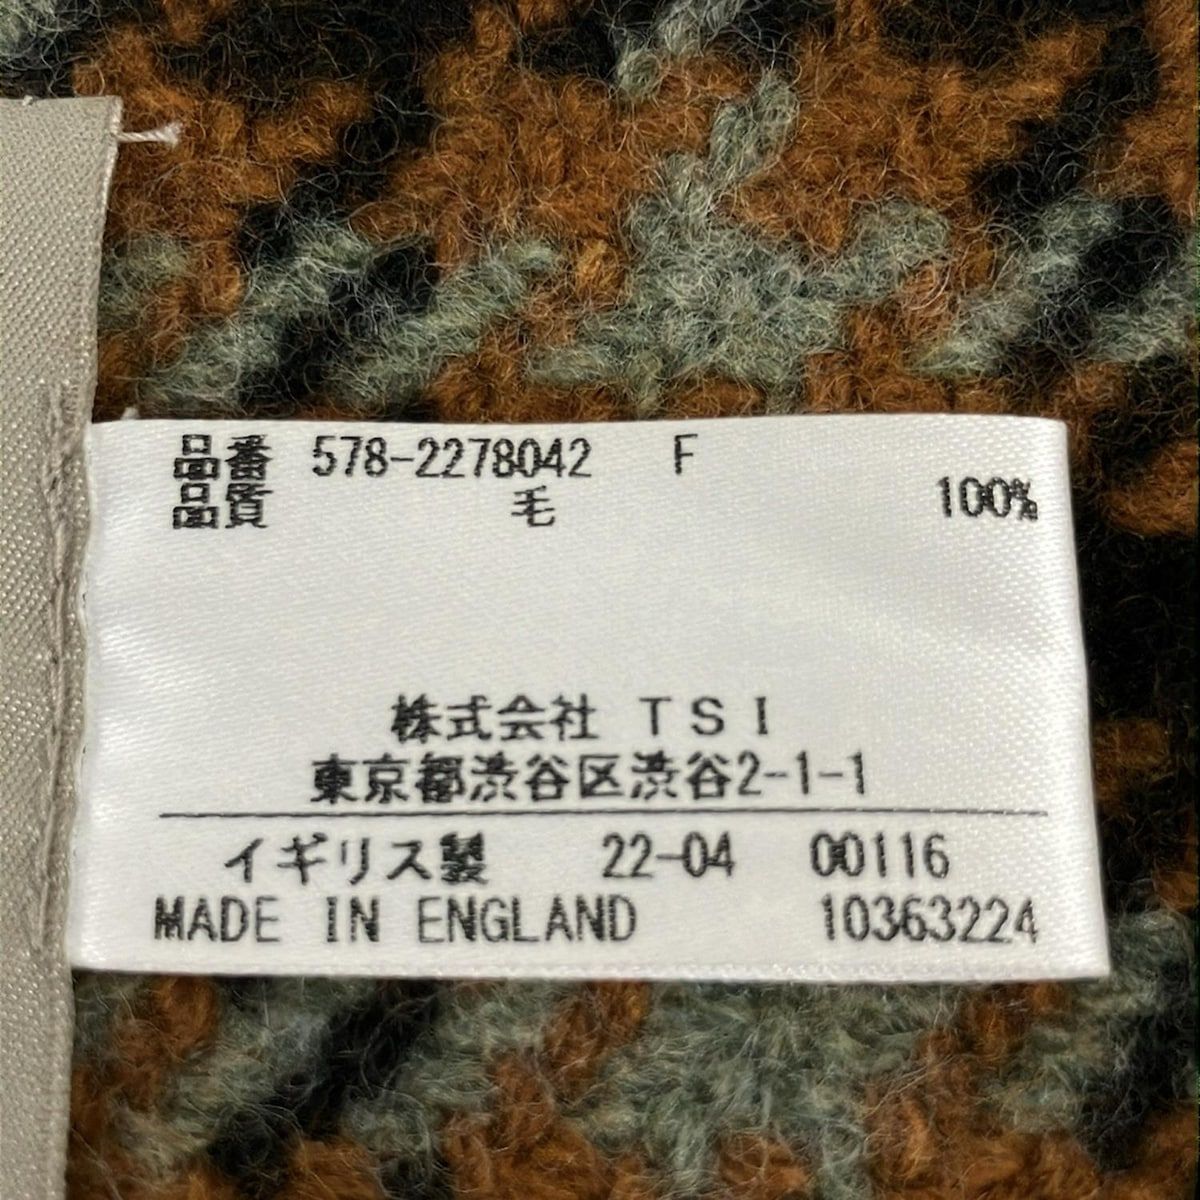 品番 578-2278042 F
品質 毛 100%
株式会社 TSI
東京都渋谷区渋谷2-1-1
イギリス製 22-04 00116
MADE IN ENGLAND 10363224